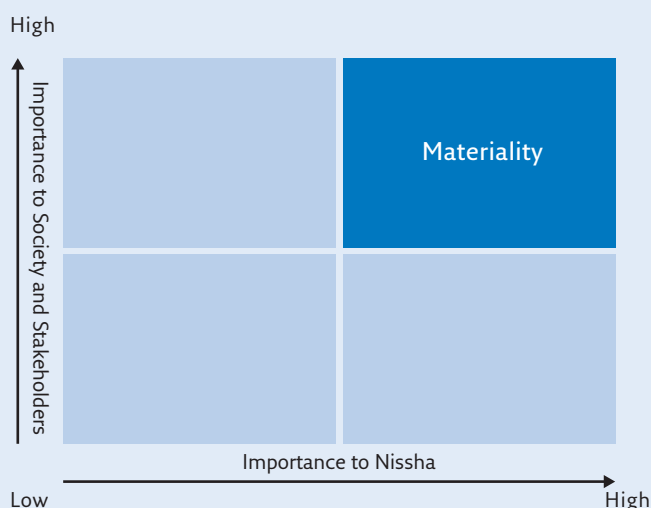 High
Importance to Society and Stakeholders
Materiality
Importance to Nissha
Low
High